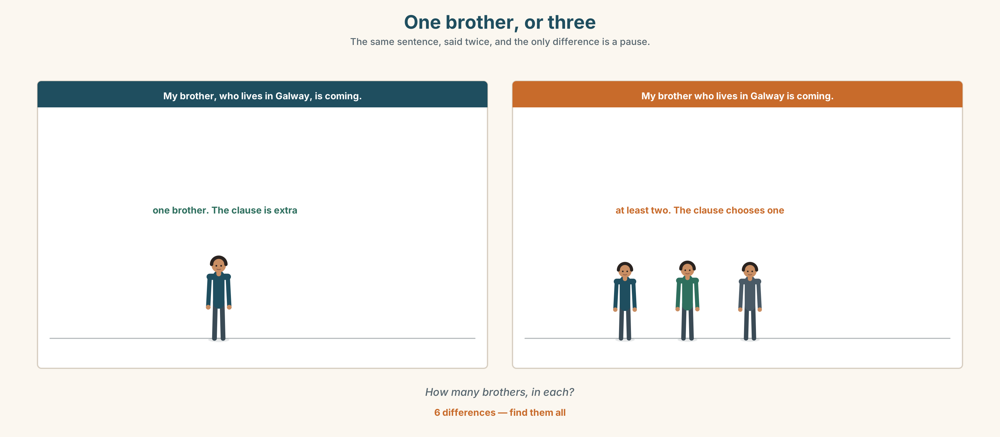 One brother, or three
The same sentence, said twice, and the only difference is a pause.
My brother, who lives in Galway, is coming.
one brother. The clause is extra
My brother who lives in Galway is coming.
at least two. The clause chooses one
How many brothers, in each?
6 differences — find them all